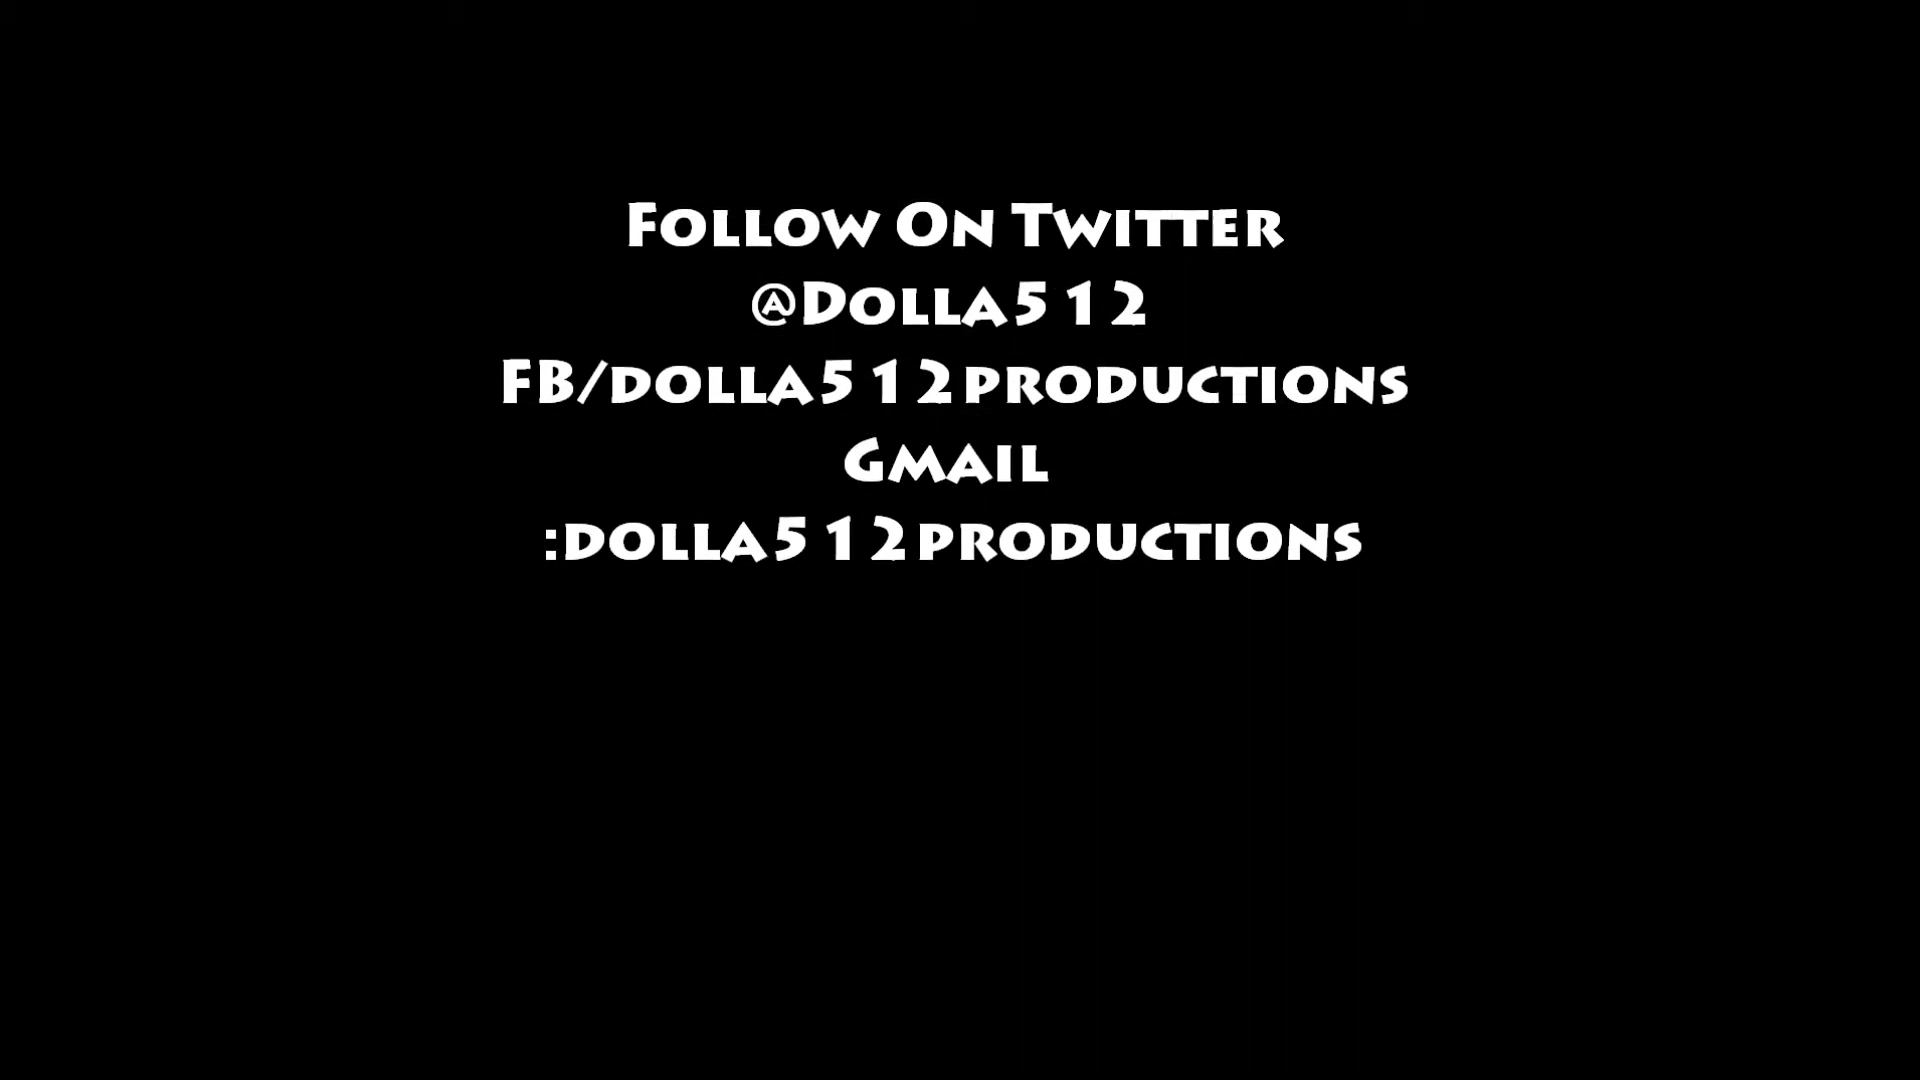 Follow On Twitter
@Dolla512
FB/dolla512productions
Gmail
:dolla512productions